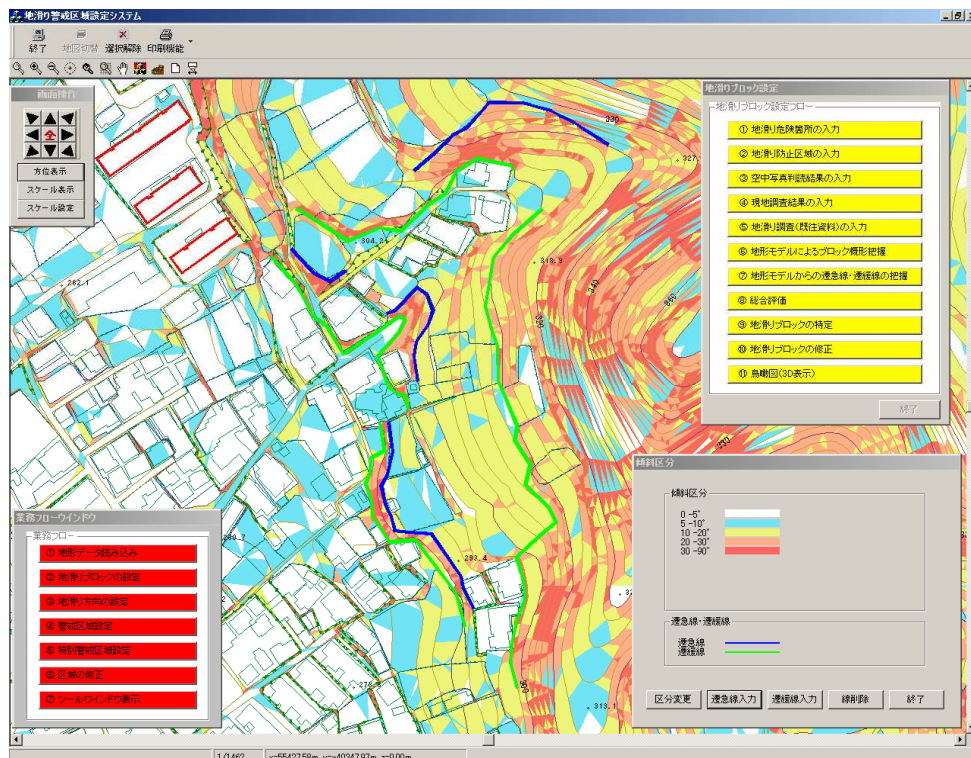 地滑り警戒区域設定システム
終了 地図切替 選択解除 印刷機能
画面操作
全
方位表示
スケール表示
スケール設定
地滑りブロック設定
地滑りブロック設定フロー
① 地滑り危険箇所の入力
② 地滑り防止区域の入力
③ 空中写真判読結果の入力
④ 現地調査結果の入力
⑤ 地滑り調査(既往資料)の入力
⑥ 地形モデルによるブロック概形把握
⑦ 地形モデルからの遷急線・遷緩線の把握
⑧ 総合評価
⑨ 地滑りブロックの特定
⑩ 地滑りブロックの修正
⑪ 鳥瞰図(3D表示)
終了
330
327
304.2
318.9
282.1
340
360
320
330
293.4
300
313.1
業務フローウインドウ
業務フロー
① 地形データ読み込み
② 地滑りブロックの設定
③ 地滑り方向の設定
④ 警戒区域設定
⑤ 特別警戒区域設定
⑥ 区域の修正
⑦ ツールウインドウ表示
傾斜区分
傾斜区分
0 -5°
5 -10°
10 -20°
20 -30°
30 -90°
遷急線・遷緩線
遷急線
遷緩線
区分変更 遷急線入力 遷緩線入力 線削除 終了
1/1462 x=55427.58m y=-40347.97m z=0.00m